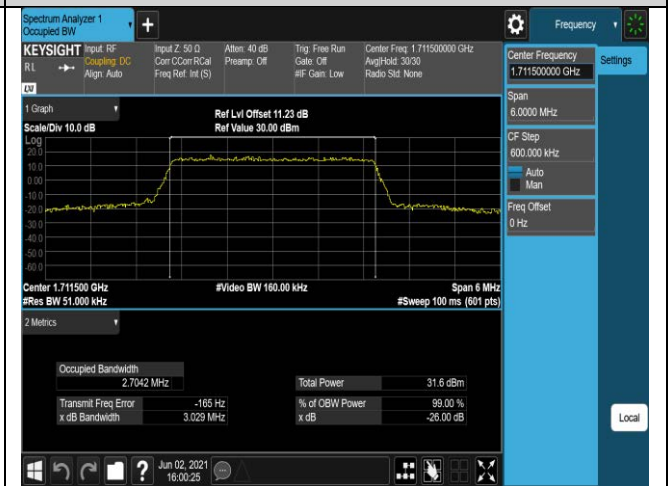 Spectrum Analyzer 1
Occupied BW
+
Frequency
KEYSIGHT
RL
Input: RF
Coupling: DC
Align: Auto
Input Z: 50 Ω
Corr CCorr RCal
Freq Ref: Int (S)
Atten: 40 dB
Preamp: Off
Trig: Free Run
Gate: Off
#IF Gain: Low
Center Freq: 1.711500000 GHz
Avg|Hold: 30/30
Radio Std: None
LXI
Center Frequency
1.711500000 GHz
Settings
Span
6.0000 MHz
CF Step
600.000 kHz
Auto
Man
Freq Offset
0 Hz
1 Graph
Scale/Div 10.0 dB
Ref Lvl Offset 11.23 dB
Ref Value 30.00 dBm
Log
20.0
10.0
0.00
-10.0
-20.0
-30.0
-40.0
-50.0
-60.0
Center 1.711500 GHz
#Video BW 160.00 kHz
Span 6 MHz
#Res BW 51.000 kHz
#Sweep 100 ms (601 pts)
2 Metrics
Occupied Bandwidth
2.7042 MHz
Total Power 31.6 dBm
Transmit Freq Error -165 Hz
% of OBW Power 99.00 %
x dB Bandwidth 3.029 MHz
x dB -26.00 dB
Local
?
Jun 02, 2021
16:00:25